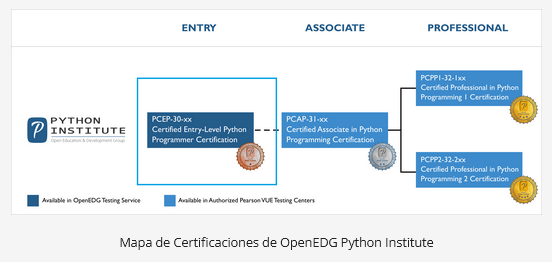 ENTRY
ASSOCIATE
PROFESSIONAL
PCPP1-32-1xx
Certified Professional in Python
Programming 1 Certification
PYTHON
INSTITUTE
Open Education & Development Group
PCEP-30-xx
Certified Entry-Level Python
Programmer Certification
PCAP-31-xx
Certified Associate in Python
Programming Certification
PCPP2-32-2xx
Certified Professional in Python
Programming 2 Certification
Available in OpenEDG Testing Service
Available in Authorized Pearson VUE Testing Centers
Mapa de Certificaciones de OpenEDG Python Institute